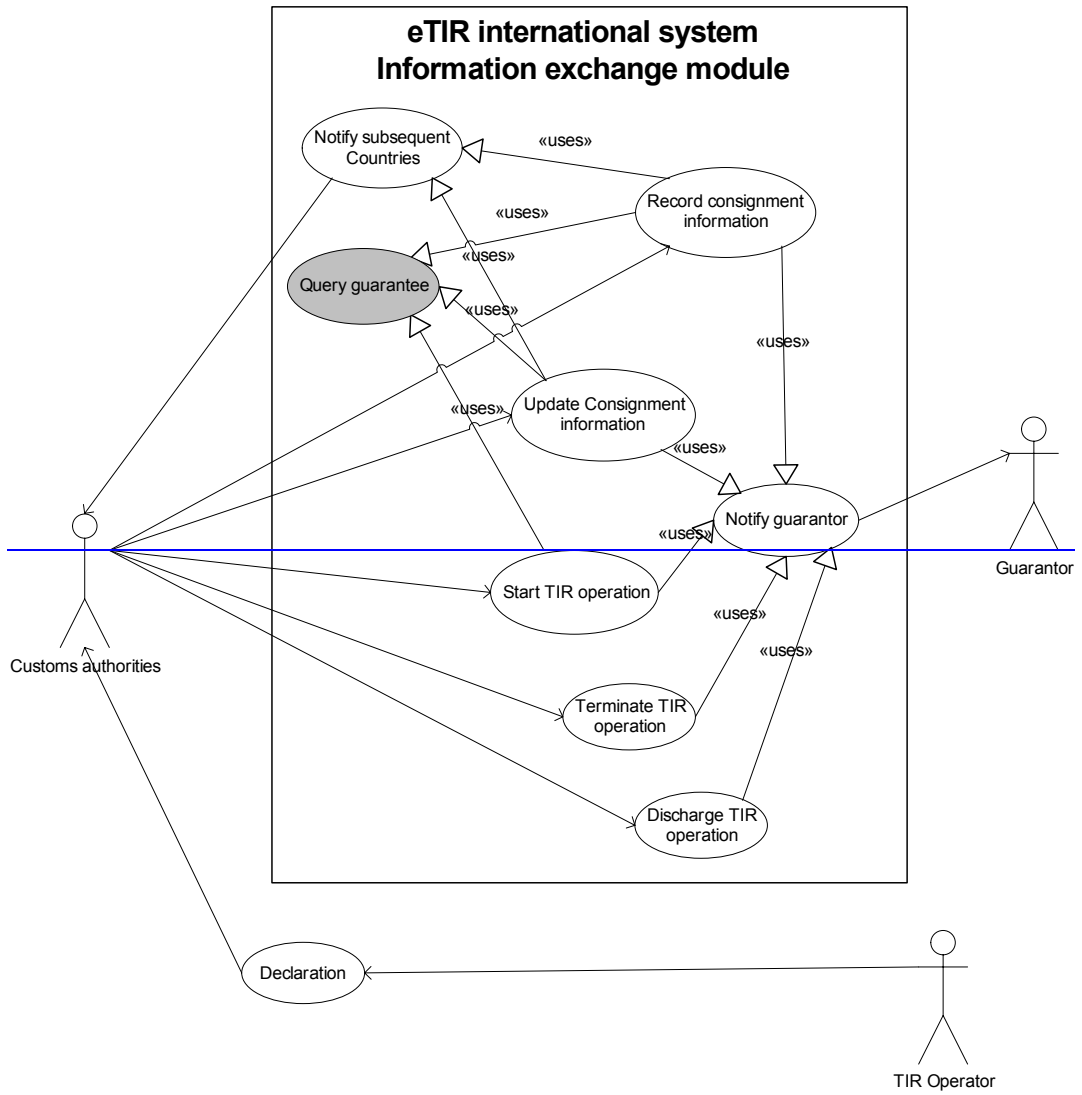 eTIR international system
Information exchange module
Notify subsequent
Countries
«uses»
Record consignment
information
«uses»
«uses»
Query guarantee
«uses»
«uses»
Update Consignment
information
«uses»
«uses»
Notify guarantor
«uses»
Guarantor
Start TIR operation
«uses»
«uses»
Customs authorities
Terminate TIR
operation
Discharge TIR
operation
Declaration
TIR Operator